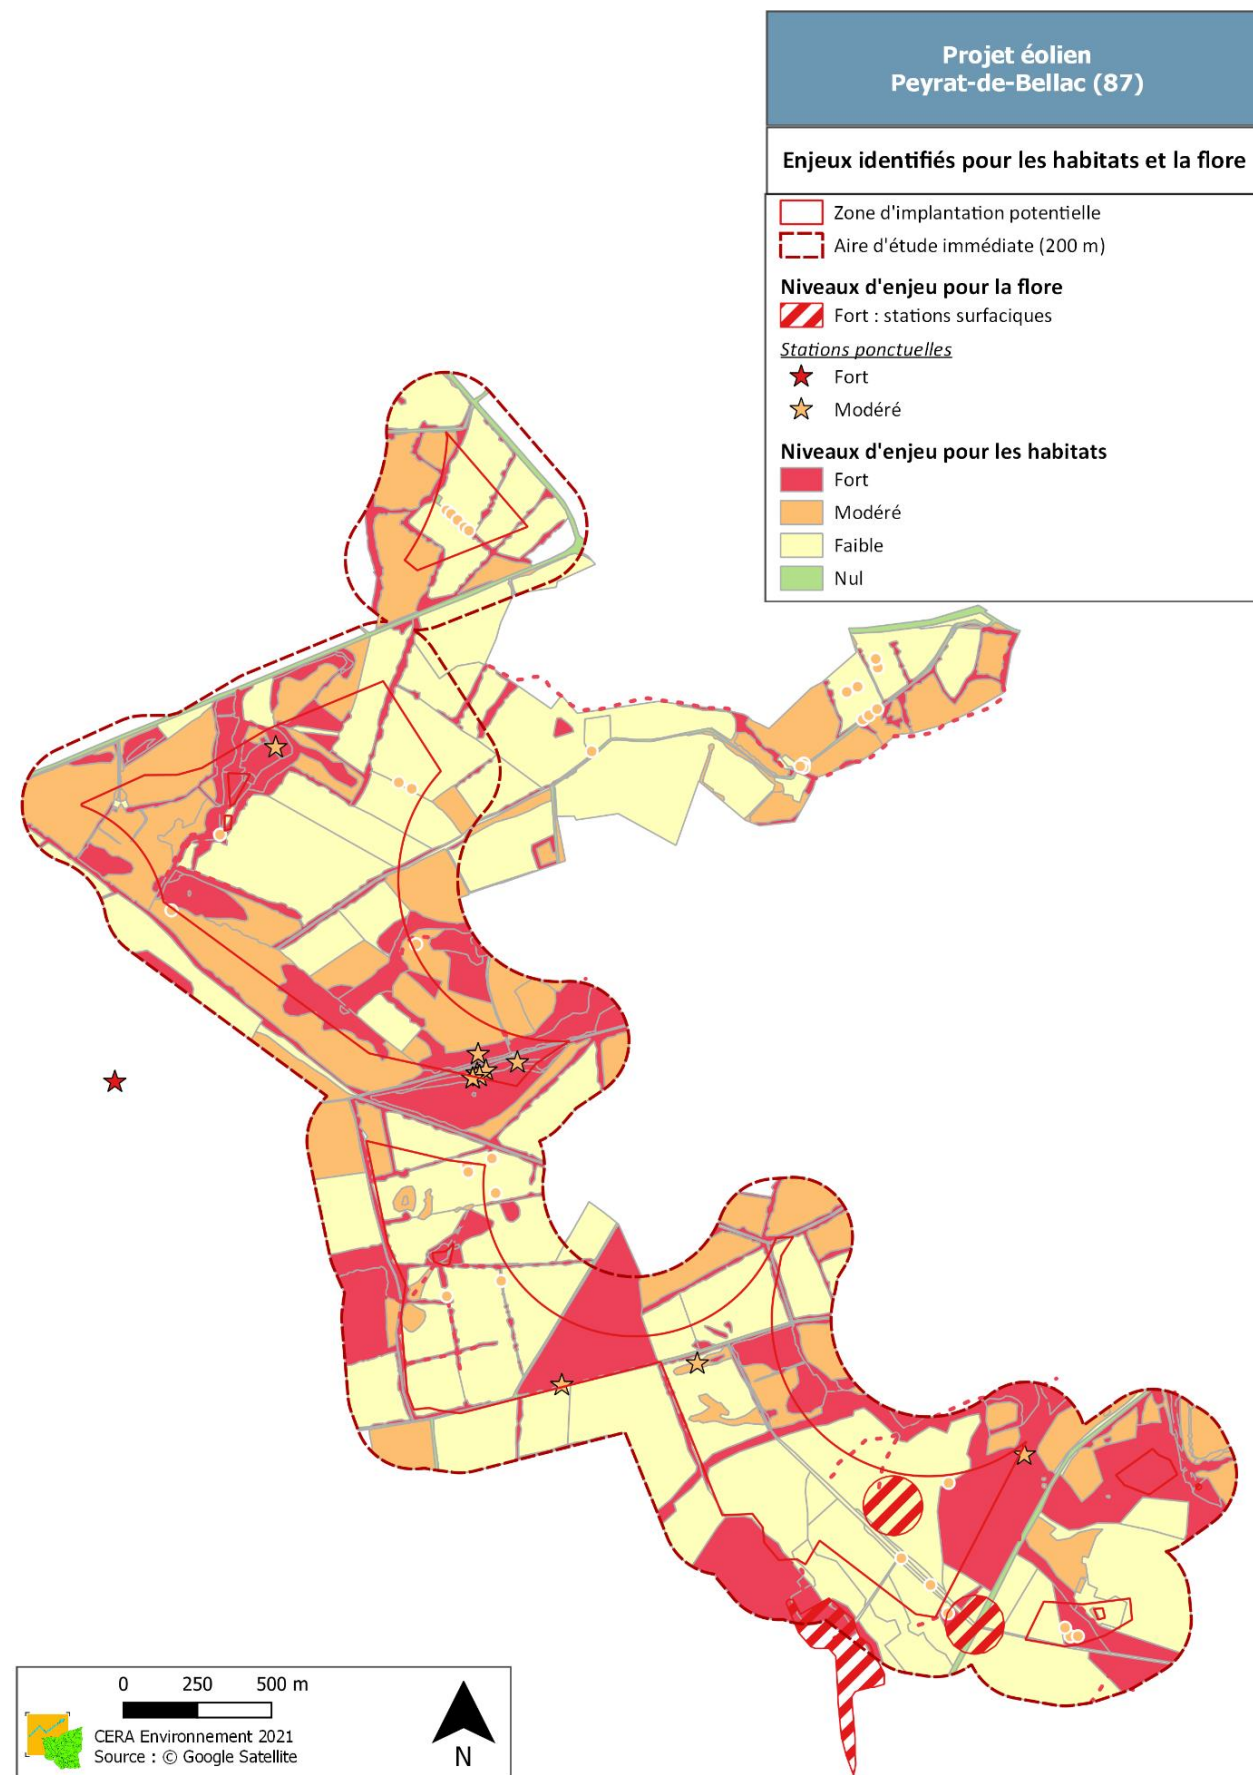 Projet éolien
Peyrat-de-Bellac (87)
Enjeux identifiés pour les habitats et la flore
Zone d'implantation potentielle
Aire d'étude immédiate (200 m)
Niveaux d'enjeu pour la flore
Fort : stations surfaciques
Stations ponctuelles
Fort
Modéré
Niveaux d'enjeu pour les habitats
Fort
Modéré
Faible
Nul
0 250 500 m
CERA Environnement 2021
Source : © Google Satellite
N